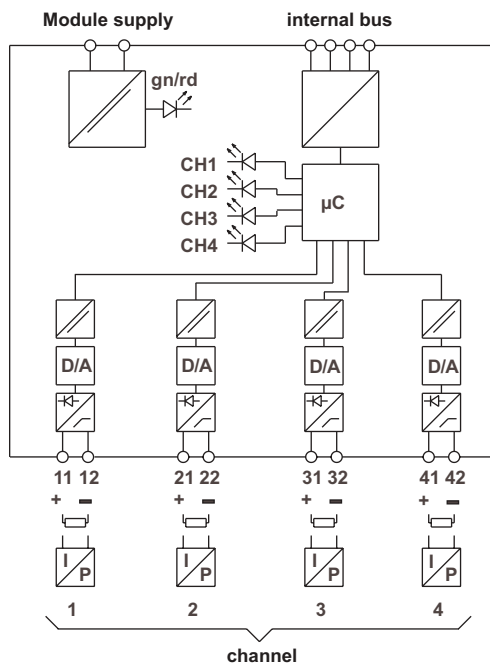 Module supply internal bus
gn/rd
CH1
CH2
CH3
CH4
µC
D/A D/A D/A D/A
11 12 21 22 31 32 41 42
+ - + - + - + -
I P I P I P I P
1 2 3 4
channel